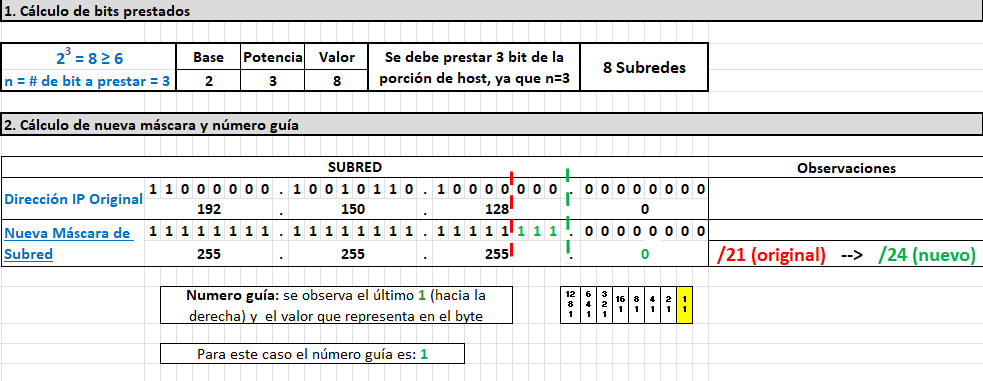 1. Cálculo de bits prestados
2³ = 8 ≥ 6
n = # de bit a prestar = 3
Base Potencia Valor
2 3 8
Se debe prestar 3 bit de la
porción de host, ya que n=3
8 Subredes
2. Cálculo de nueva máscara y número guía
SUBRED Observaciones
Dirección IP Original
1 1 0 0 0 0 0 0 . 1 0 0 1 0 1 1 0 . 1 0 0 0 0 0 0 0 . 0 0 0 0 0 0 0 0
192 . 150 . 128 . 0
Nueva Máscara de
Subred
1 1 1 1 1 1 1 1 . 1 1 1 1 1 1 1 1 . 1 1 1 1 1 1 1 1 . 0 0 0 0 0 0 0 0
255 . 255 . 255 . 0
/21 (original) --> /24 (nuevo)
Numero guía: se observa el último 1 (hacia la
derecha) y el valor que representa en el byte
128 64 32 16 8 4 2 1
1 1 1 1 1 1 1 1
Para este caso el número guía es: 1